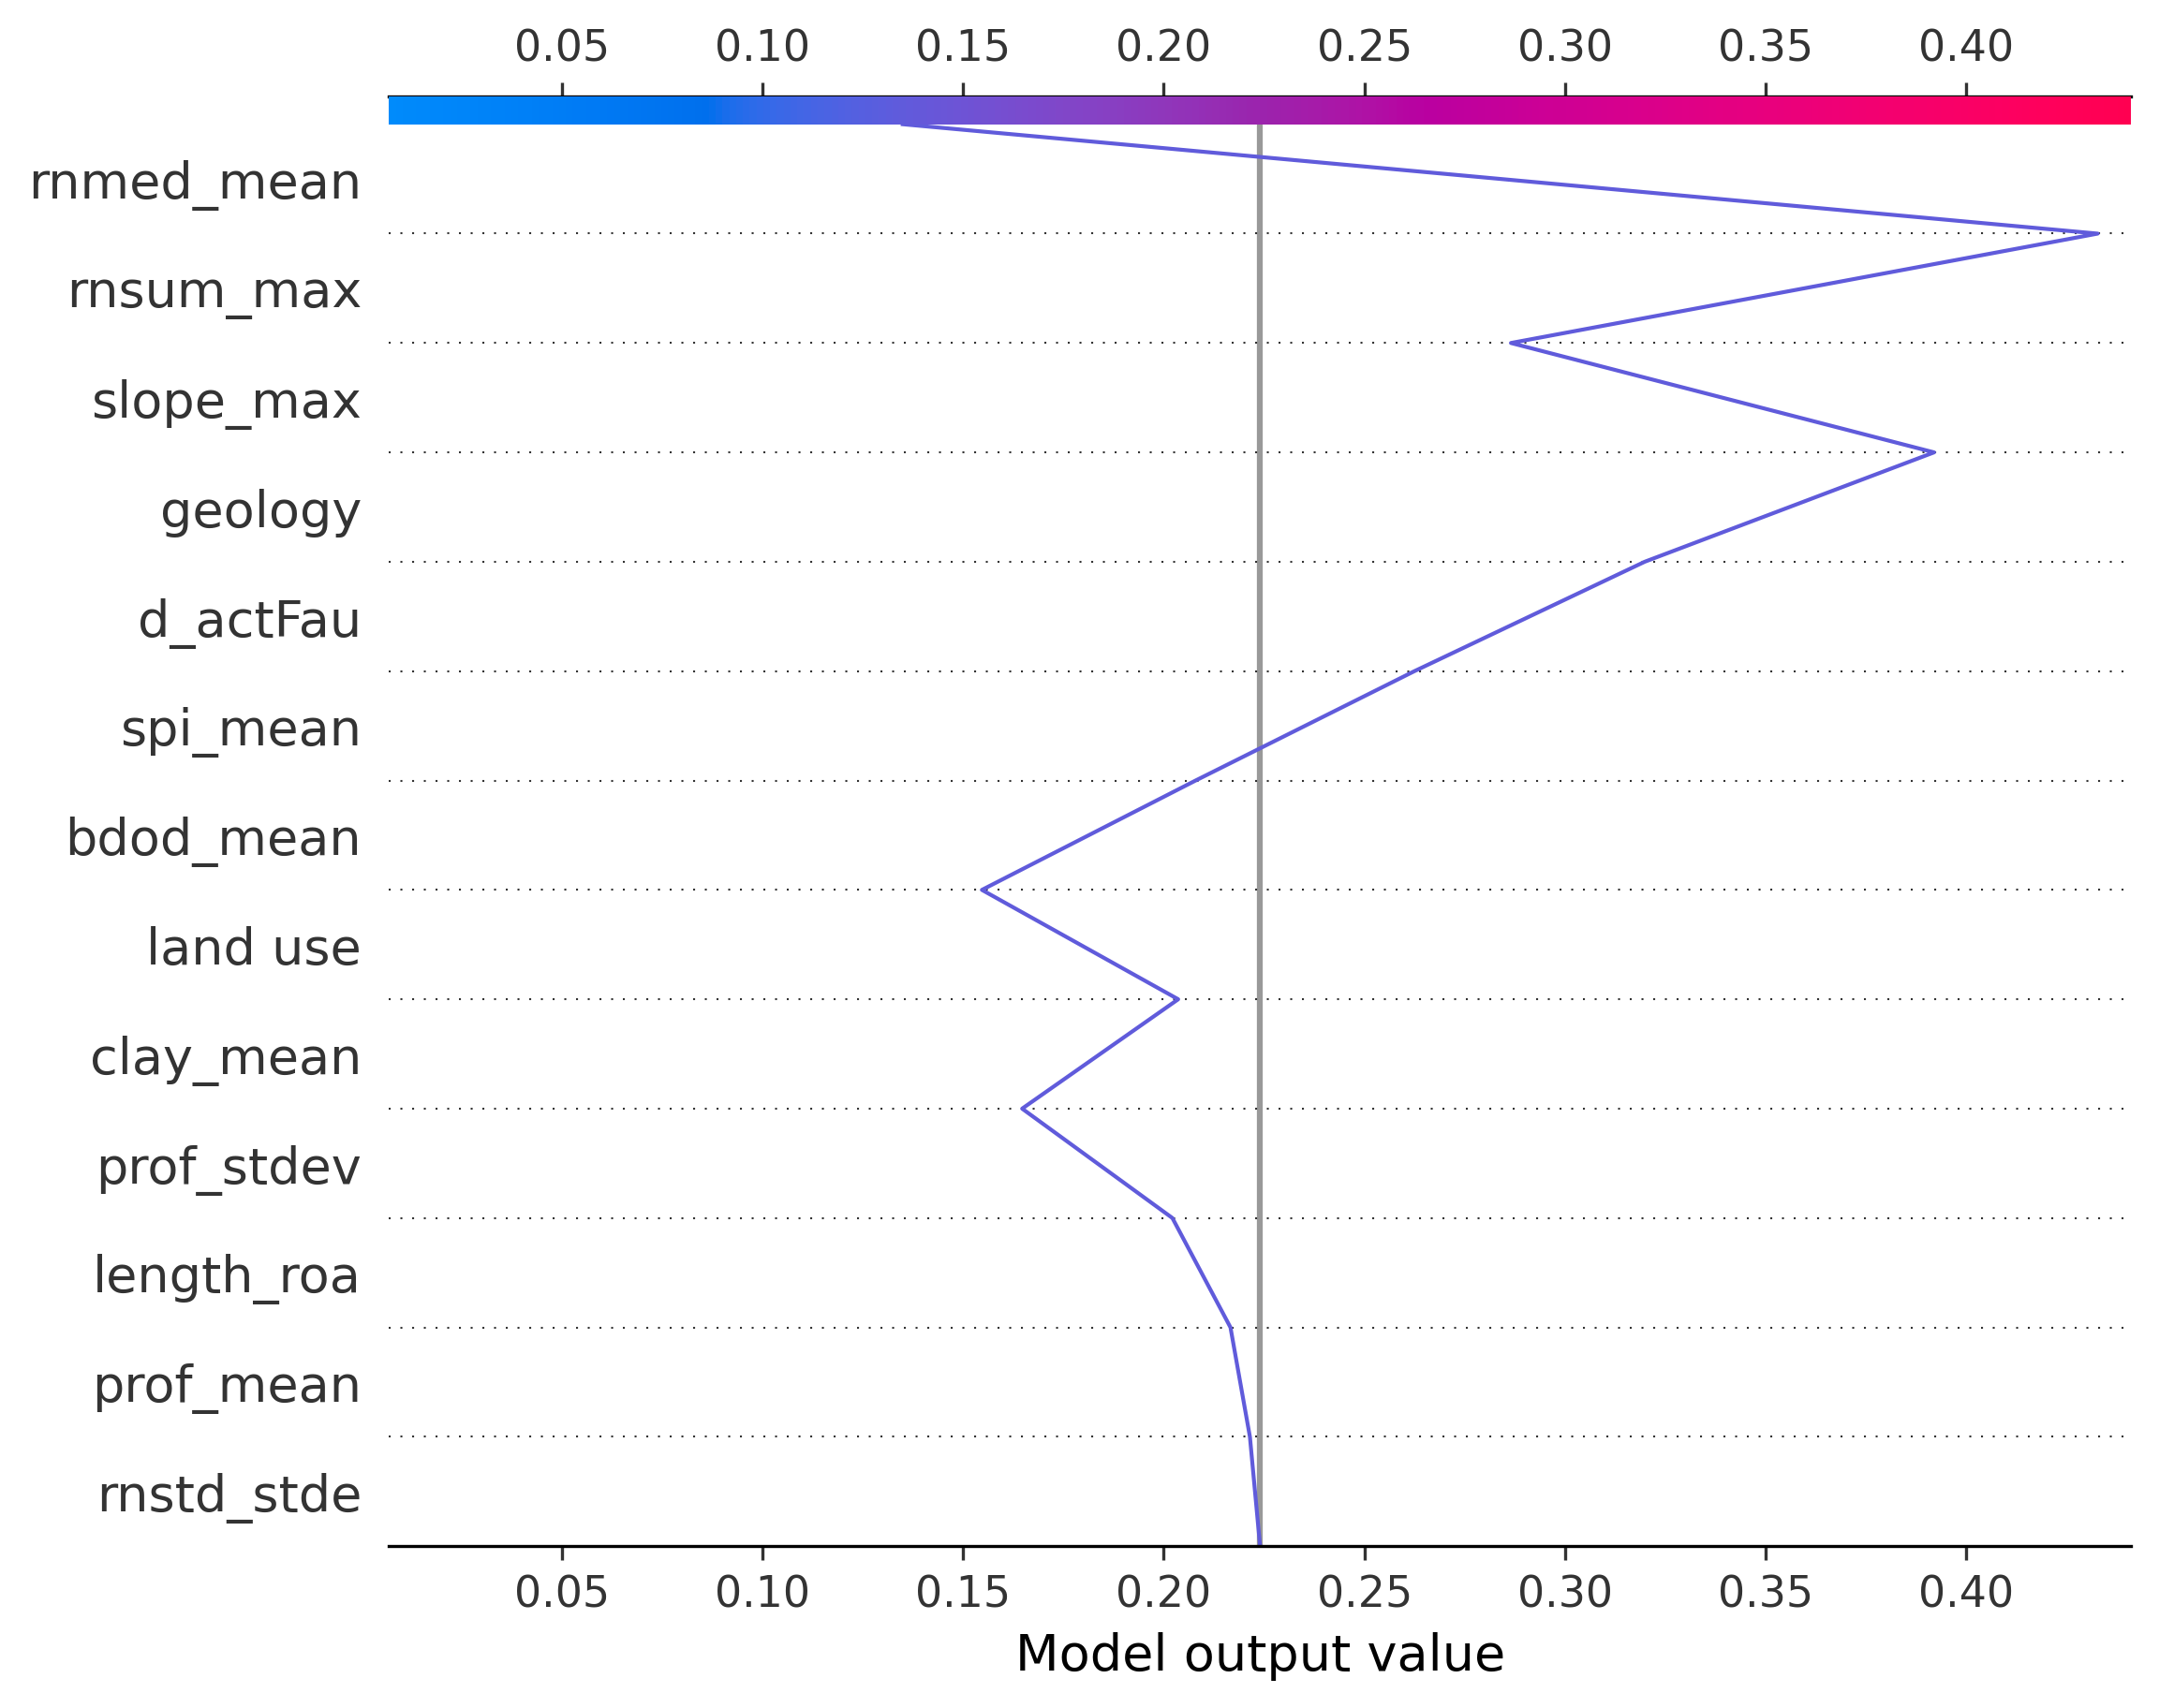 0.05 0.10 0.15 0.20 0.25 0.30 0.35 0.40
rnmed_mean
rnsum_max
slope_max
geology
d_actFau
spi_mean
bdod_mean
land use
clay_mean
prof_stdev
length_roa
prof_mean
rnstd_stde
0.05 0.10 0.15 0.20 0.25 0.30 0.35 0.40
Model output value